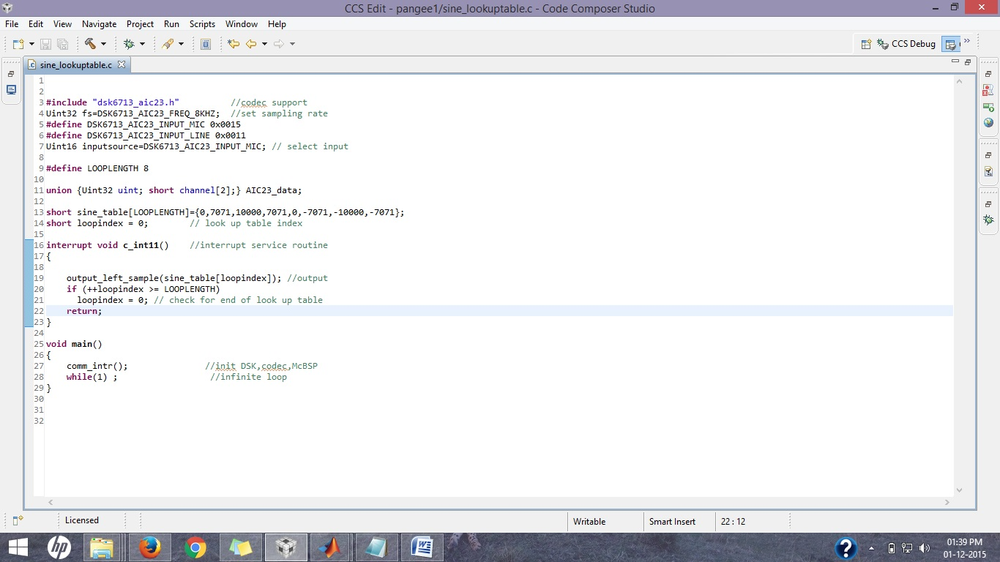 CCS Edit - pangee1/sine_lookuptable.c - Code Composer Studio
File Edit View Navigate Project Run Scripts Window Help
CCS Debug
sine_lookuptable.c
1
2
3 #include "dsk6713_aic23.h"          //codec support
4 Uint32 fs=DSK6713_AIC23_FREQ_8KHZ;  //set sampling rate
5 #define DSK6713_AIC23_INPUT_MIC 0x0015
6 #define DSK6713_AIC23_INPUT_LINE 0x0011
7 Uint16 inputsource=DSK6713_AIC23_INPUT_MIC; // select input
8
9 #define LOOPLENGTH 8
10
11 union {Uint32 uint; short channel[2];} AIC23_data;
12
13 short sine_table[LOOPLENGTH]={0,7071,10000,7071,0,-7071,-10000,-7071};
14 short loopindex = 0;        // look up table index
15
16 interrupt void c_int11()    //interrupt service routine
17 {
18
19     output_left_sample(sine_table[loopindex]); //output
20     if (++loopindex >= LOOPLENGTH)
21       loopindex = 0; // check for end of look up table
22     return;
23 }
24
25 void main()
26 {
27     comm_intr();               //init DSK,codec,McBSP
28     while(1) ;                  //infinite loop
29 }
30
31
32
Licensed Writable Smart Insert 22 : 12
hp
01:39 PM
01-12-2015